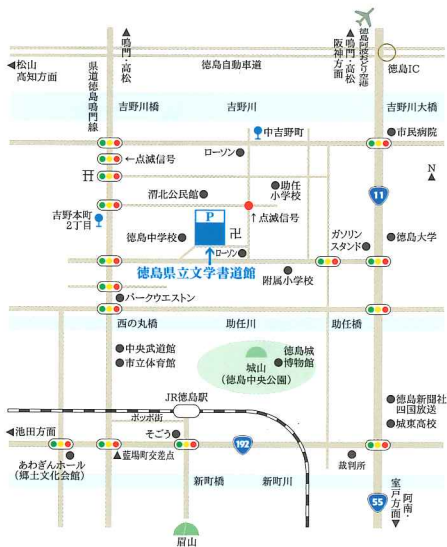 ▲鳴門・高松
▲鳴門・高松
阪神方面
徳島阿波おどり空港
◀松山
高知方面
県道徳島鳴門線
徳島自動車道
徳島IC
吉野川橋
吉野川
吉野川大橋
中吉野町
市民病院
ローソン
←点滅信号
N
助任
小学校
渭北公民館
11
吉野本町
2丁目
P
卍
↑点滅信号
徳島中学校
ガソリン
スタンド
徳島大学
ローソン
徳島県立文学書道館
附属小学校
パークウエストン
西の丸橋
助任川
助任橋
中央武道館
市立体育館
城山
(徳島中央公園)
徳島城
博物館
JR徳島駅
徳島新聞社
四国放送
ポッポ街
城東高校
◀池田方面
そごう
192
あわぎんホール
(郷土文化会館)
▲藍場町交差点
裁判所
新町橋
新町川
55
阿南・
室戸方面▼
眉山